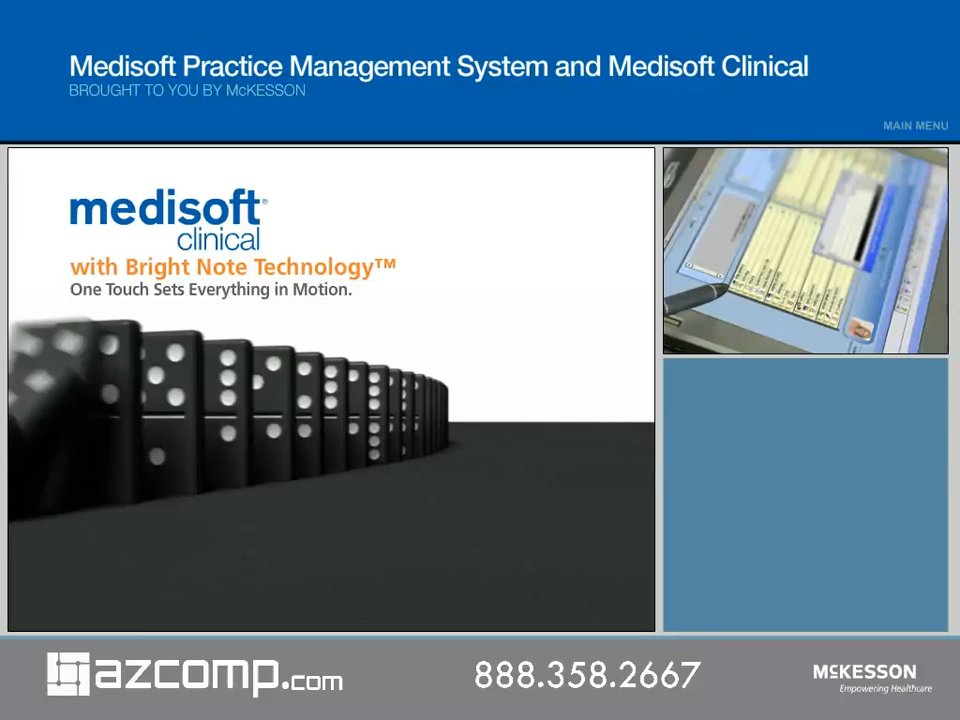 Medisoft Practice Management System and Medisoft Clinical
BROUGHT TO YOU BY McKESSON
MAIN MENU
medisoft®
clinical
with Bright Note Technology™
One Touch Sets Everything in Motion.
azcomp.com
888.358.2667
McKESSON
Empowering Healthcare